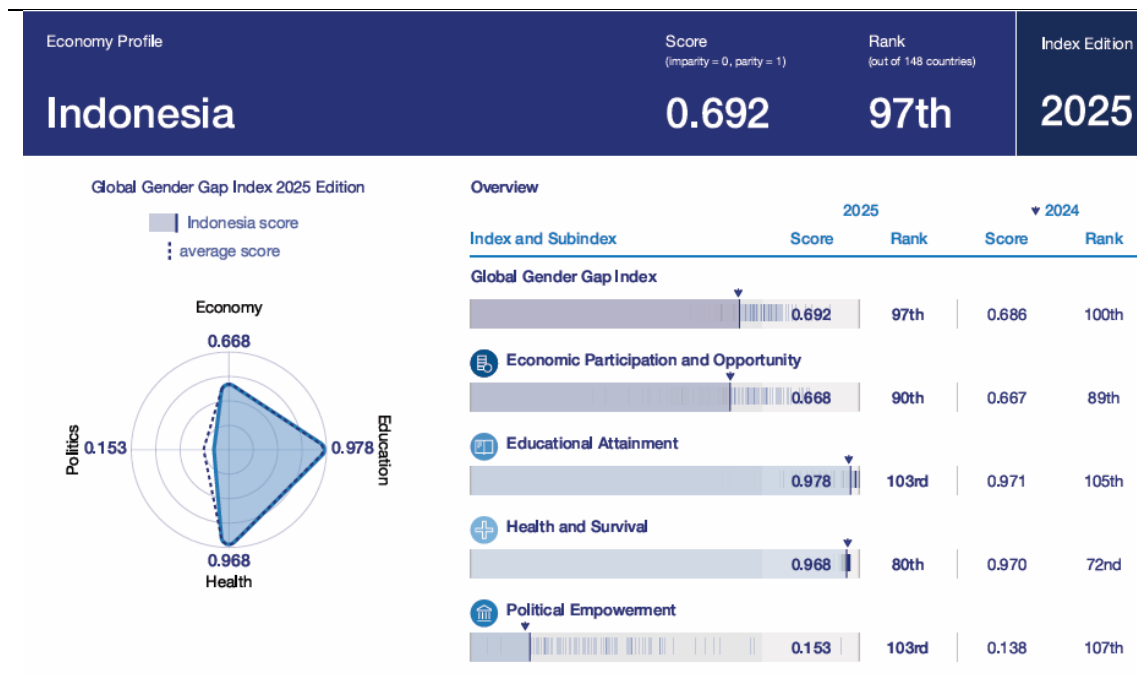 Economy Profile
Indonesia
Score
(imparity = 0, parity = 1)
0.692
Rank
(out of 148 countries)
97th
Index Edition
2025
Global Gender Gap Index 2025 Edition
Indonesia score
average score
Economy
0.668
Politics
0.153
0.978
Education
0.968
Health
Overview
2025 2024
Index and Subindex Score Rank Score Rank
Global Gender Gap Index
0.692 97th 0.686 100th
Economic Participation and Opportunity
0.668 90th 0.667 89th
Educational Attainment
0.978 103rd 0.971 105th
Health and Survival
0.968 80th 0.970 72nd
Political Empowerment
0.153 103rd 0.138 107th